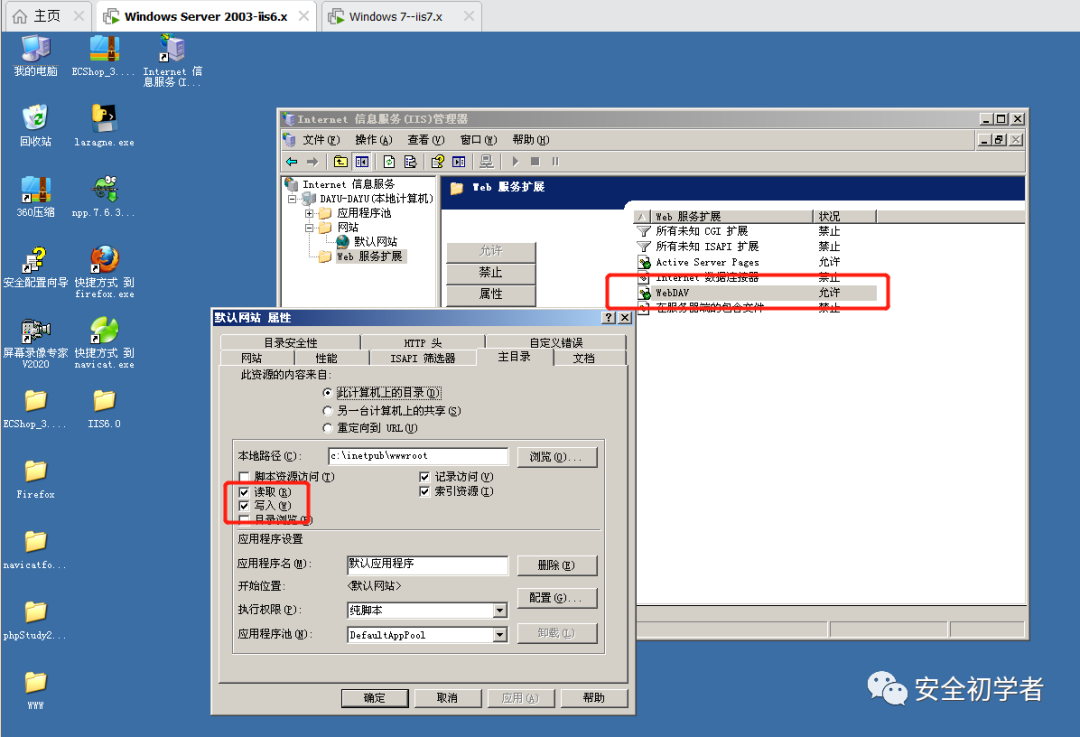 主页
Windows Server 2003-iis6.x
Windows 7--iis7.x
我的电脑
ECShop_3....
Internet 信
息服务(I...
回收站
lazagne.exe
360压缩
npp.7.6.3...
安全配置向导
快捷方式 到
firefox.exe
屏幕录像专家
V2020
快捷方式 到
navicat.exe
ECShop_3....
IIS6.0
Firefox
navicatfo...
phpStudy2...
WWW
Internet 信息服务(IIS)管理器
文件(F) 操作(A) 查看(V) 窗口(W) 帮助(H)
Internet 信息服务
DAYU-DAYU(本地计算机)
应用程序池
网站
默认网站
Web 服务扩展
Web 服务扩展
允许
禁止
属性
Web 服务扩展 状况
所有未知 CGI 扩展 禁止
所有未知 ISAPI 扩展 禁止
Active Server Pages 允许
Internet 数据连接器 禁止
WebDAV 允许
在服务器端的包含文件 禁止
默认网站 属性
目录安全性 HTTP 头 自定义错误
网站 性能 ISAPI 筛选器 主目录 文档
此资源的内容来自:
此计算机上的目录(D)
另一台计算机上的共享(S)
重定向到 URL(U)
本地路径(C): c:\inetpub\wwwroot 浏览(O)...
脚本资源访问(T) 记录访问(V)
读取(R) 索引资源(I)
写入(W)
目录浏览(B)
应用程序设置
应用程序名(M): 默认应用程序 删除(E)
开始位置: <默认网站>
配置(G)...
执行权限(P): 纯脚本
应用程序池(N): DefaultAppPool 卸载(L)
确定 取消 应用(A) 帮助
安全初学者